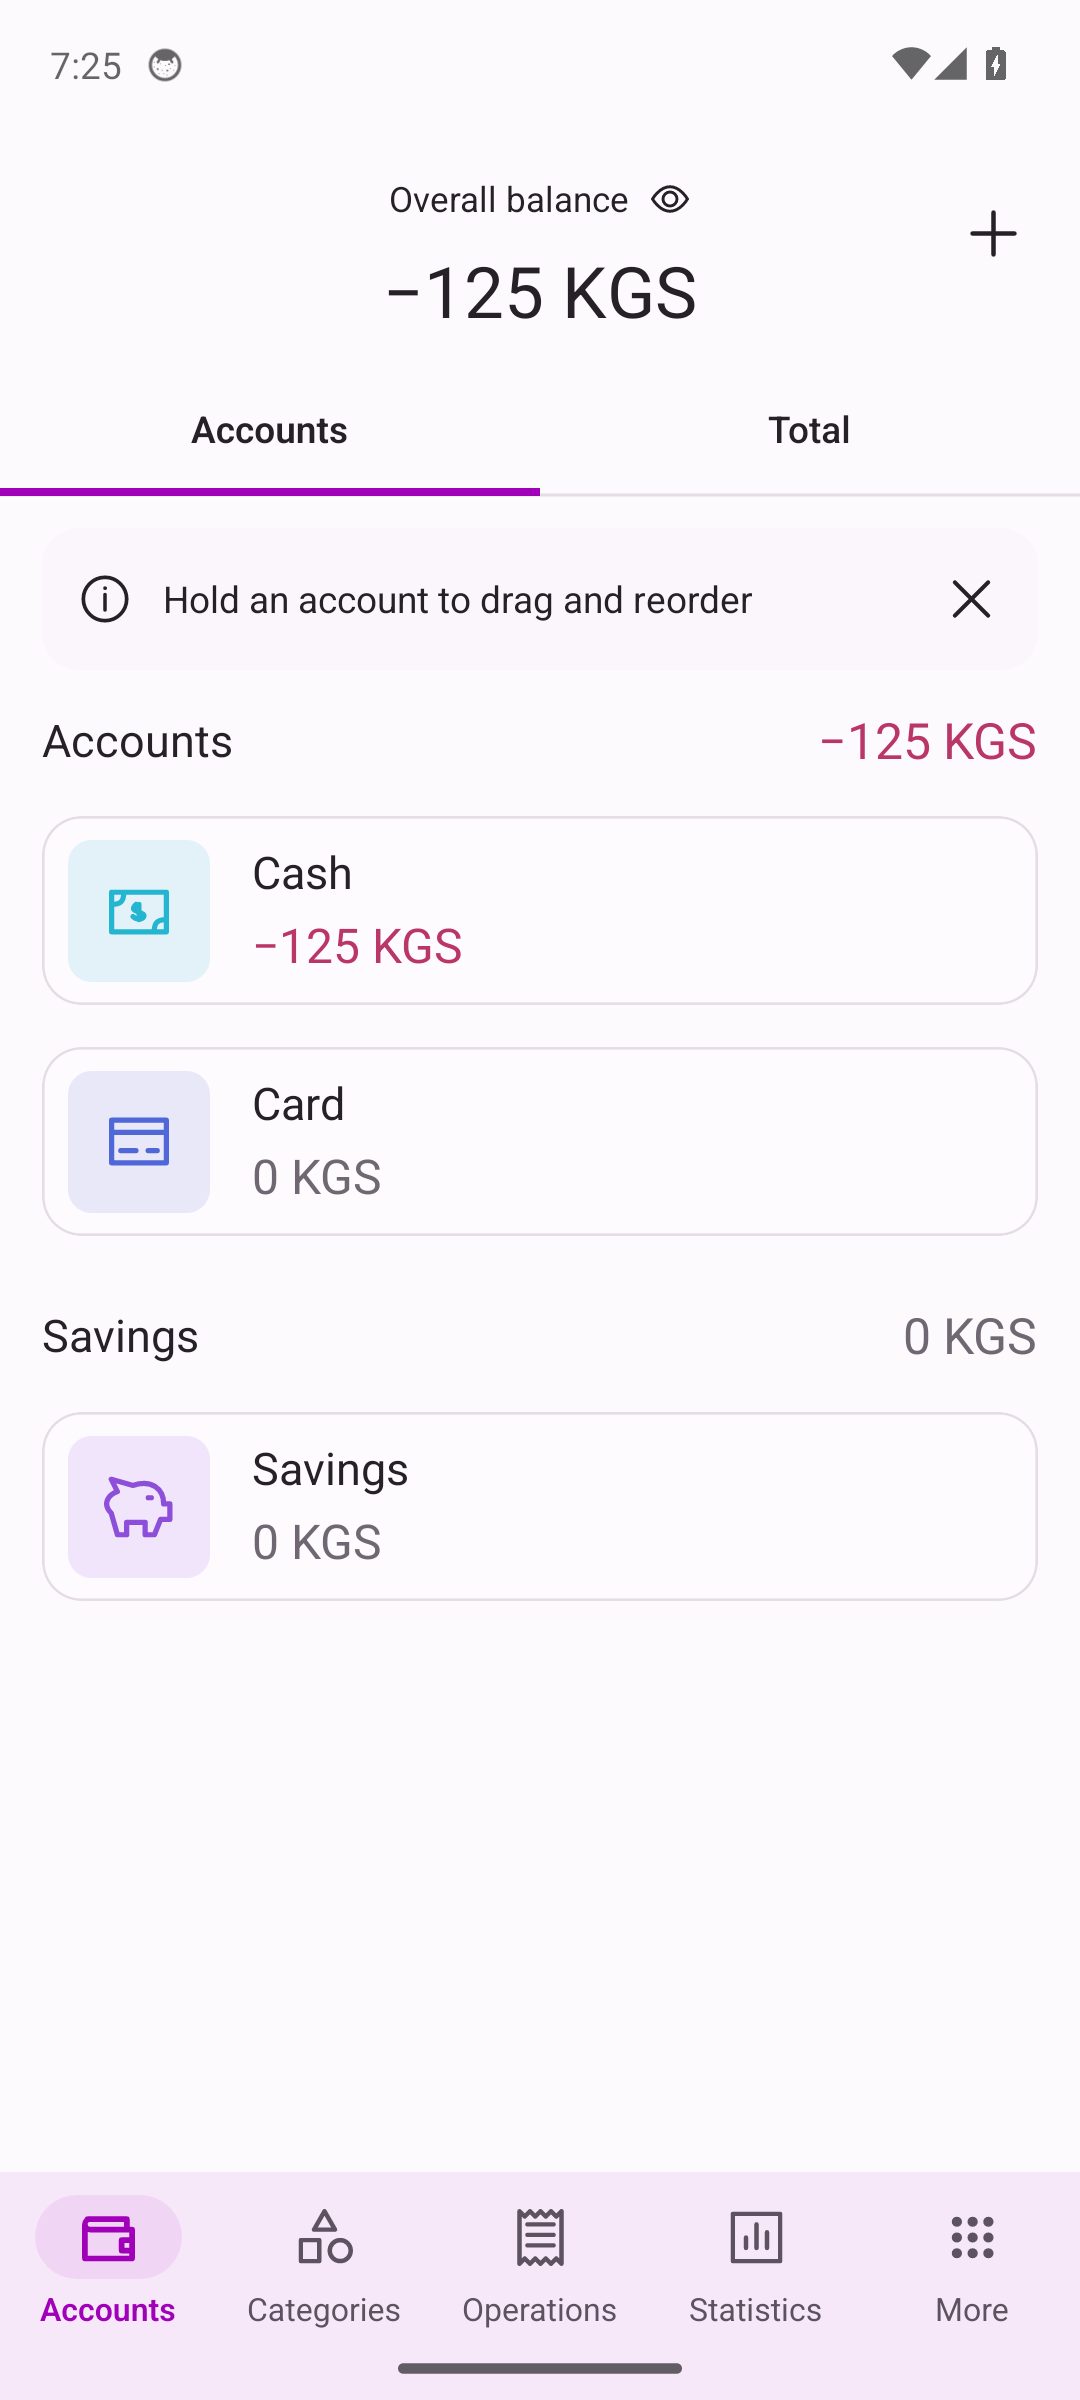 7:25
Overall balance
−125 KGS
Accounts
Total
Hold an account to drag and reorder
Accounts
−125 KGS
Cash
−125 KGS
Card
0 KGS
Savings
0 KGS
Savings
0 KGS
Accounts
Categories
Operations
Statistics
More